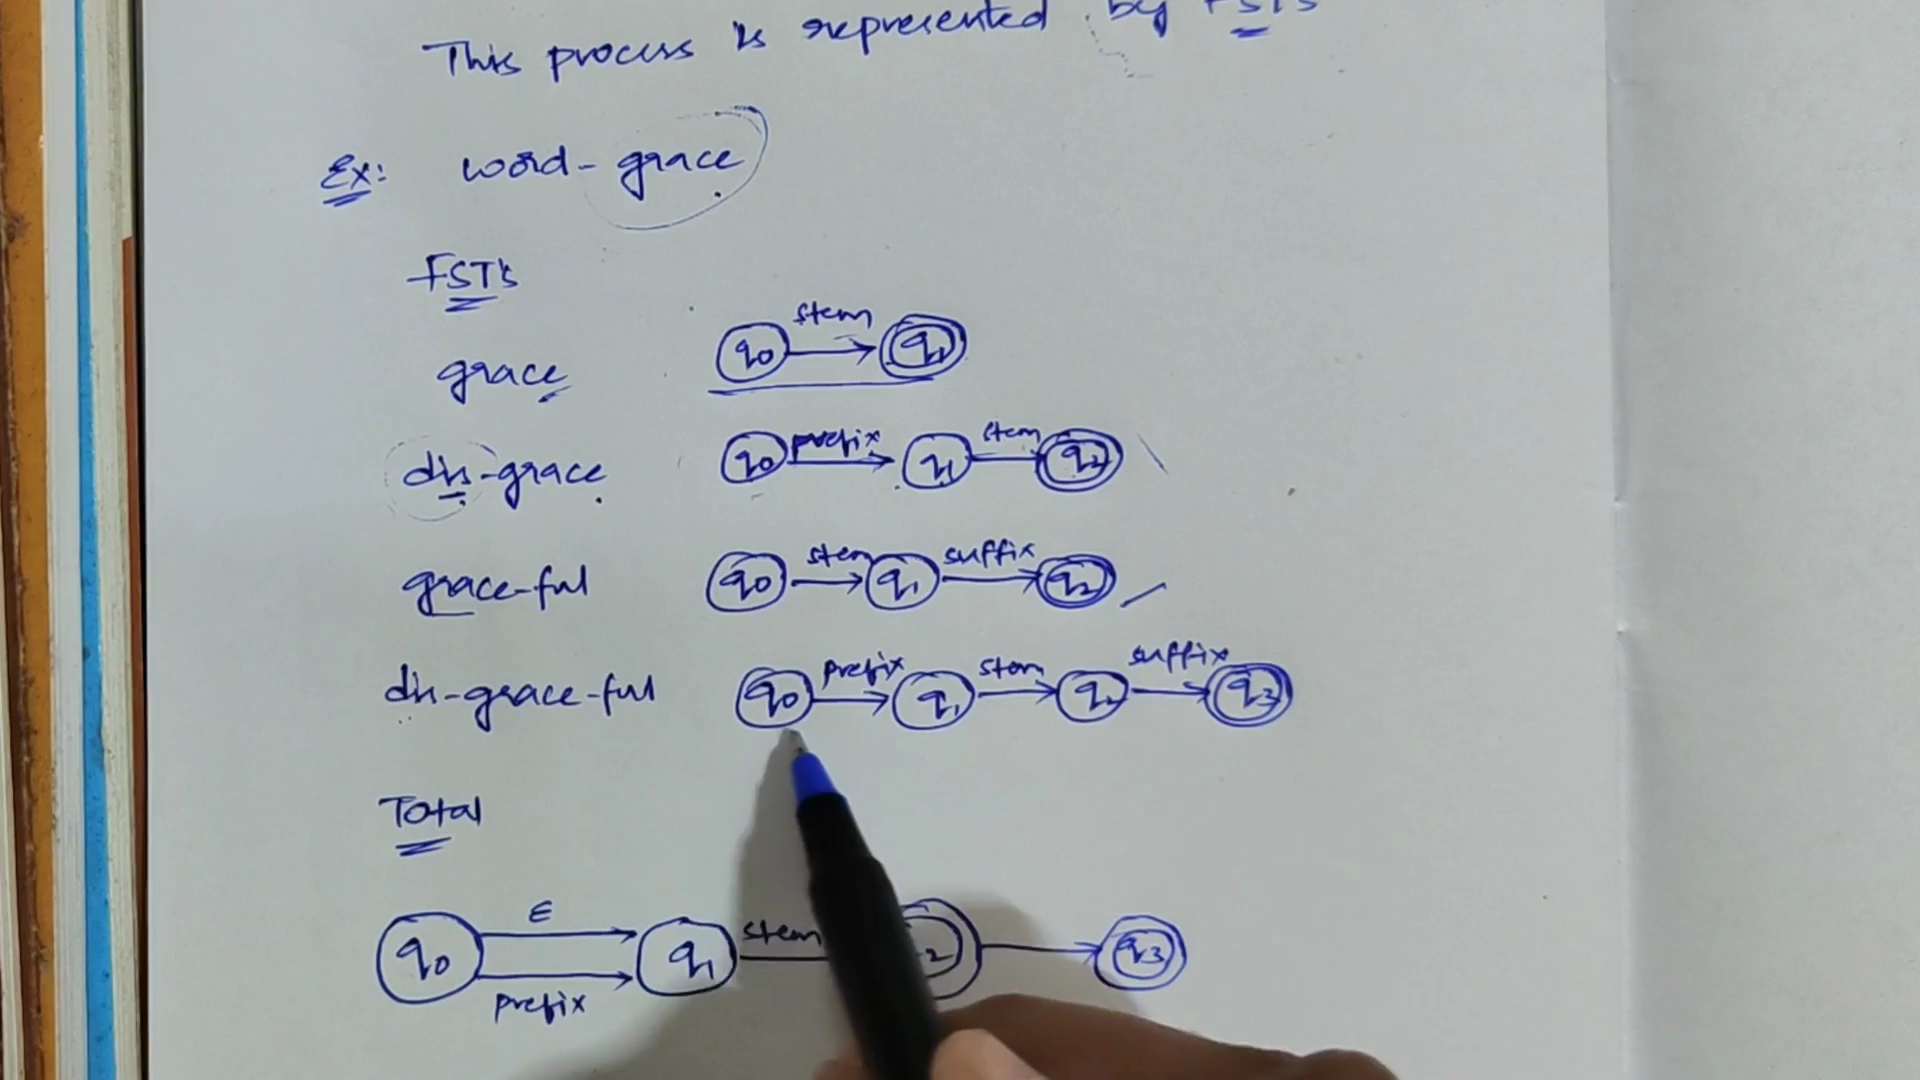 This process is represented by FSTs
Ex: word- grace
FST's
grace q0 stem q1
dis-grace q0 prefix q1 stem q2
grace-ful q0 stem q1 suffix q2
dis-grace-ful q0 prefix q1 stem q2 suffix q3
Total
q0 ε prefix q1 stem q3